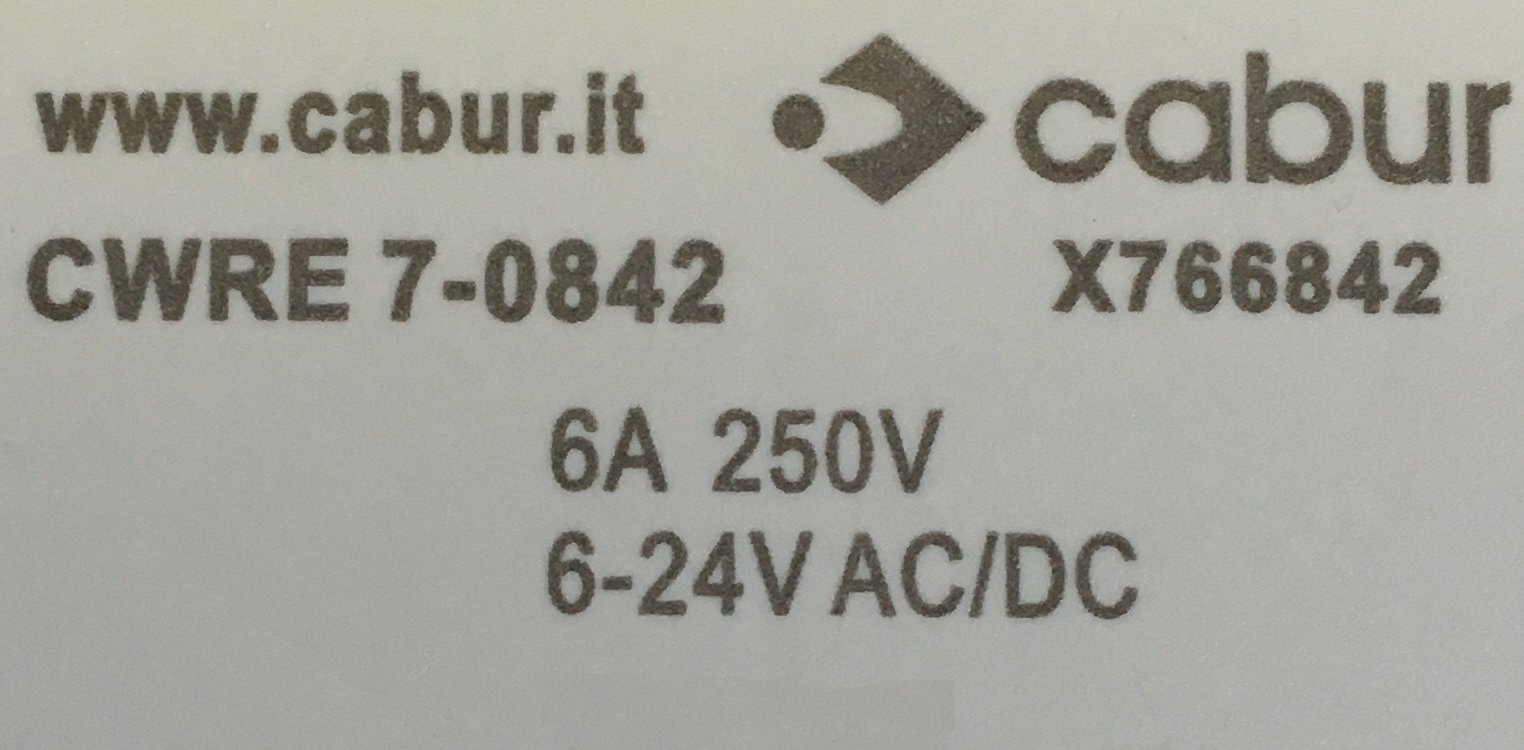 www.cabur.it cabur
CWRE 7-0842 X766842
6A 250V
6-24V AC/DC